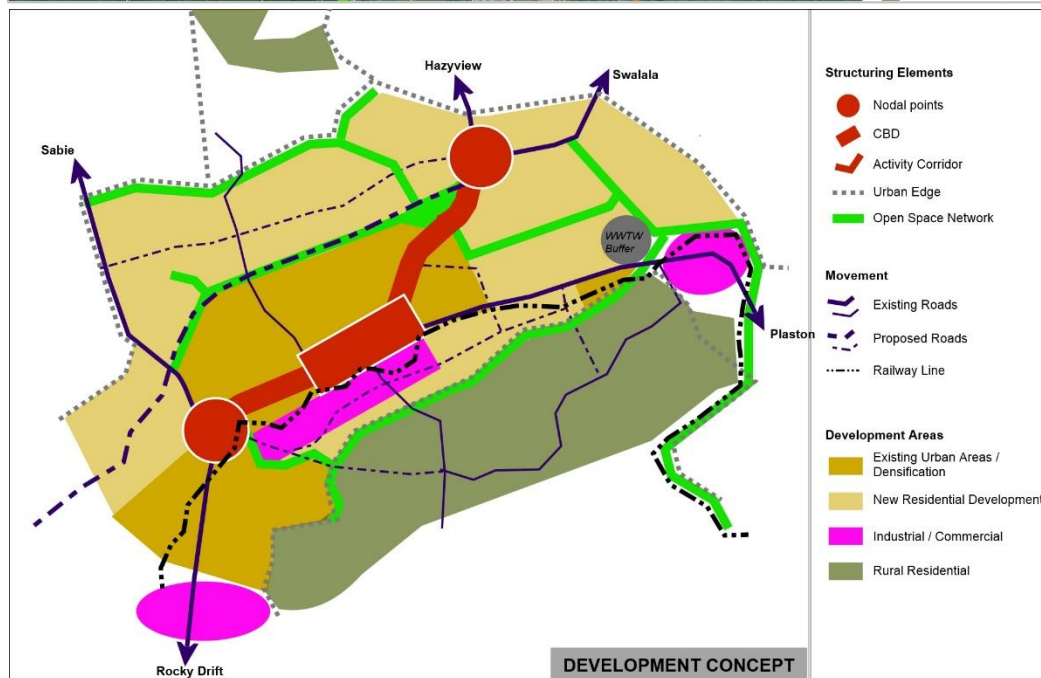 Hazyview
Swalala
Sabie
WWTW
Buffer
Plaston
Rocky Drift
DEVELOPMENT CONCEPT
Structuring Elements
Nodal points
CBD
Activity Corridor
Urban Edge
Open Space Network
Movement
Existing Roads
Proposed Roads
Railway Line
Development Areas
Existing Urban Areas /
Densification
New Residential Development
Industrial / Commercial
Rural Residential